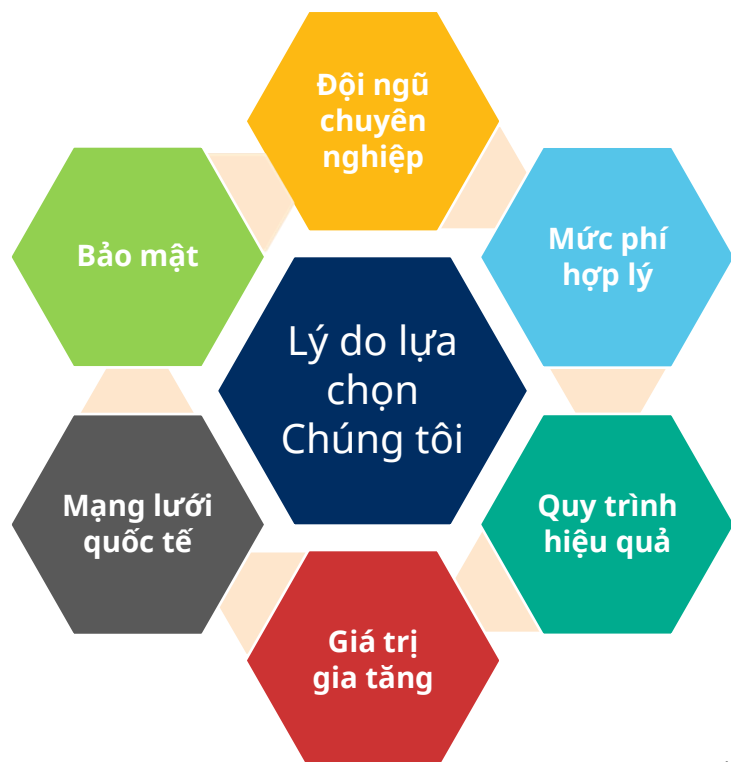 Đội ngũ
chuyên
nghiệp
Mức phí
hợp lý
Quy trình
hiệu quả
Giá trị
gia tăng
Mạng lưới
quốc tế
Bảo mật
Lý do lựa
chọn
Chúng tôi